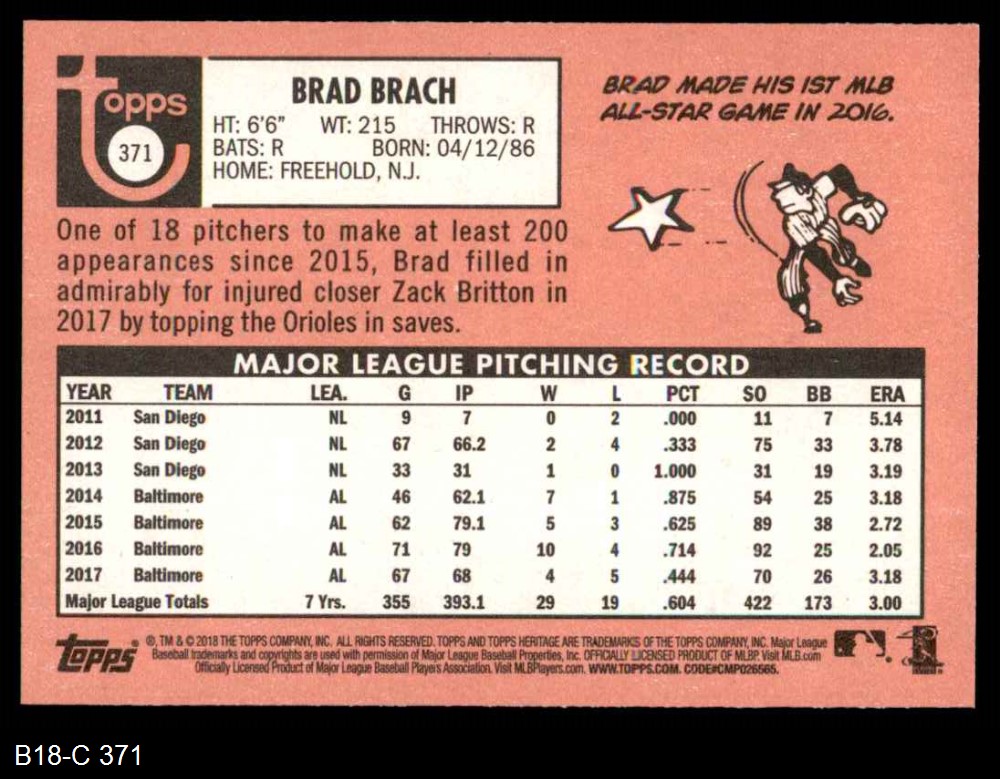 topps
371
BRAD BRACH
HT: 6'6" WT: 215 THROWS: R
BATS: R BORN: 04/12/86
HOME: FREEHOLD, N.J.
BRAD MADE HIS 1ST MLB
ALL-STAR GAME IN 2016.
One of 18 pitchers to make at least 200
appearances since 2015, Brad filled in
admirably for injured closer Zack Britton in
2017 by topping the Orioles in saves.
MAJOR LEAGUE PITCHING RECORD
YEAR TEAM LEA. G IP W L PCT SO BB ERA
2011 San Diego NL 9 7 0 2 .000 11 7 5.14
2012 San Diego NL 67 66.2 2 4 .333 75 33 3.78
2013 San Diego NL 33 31 1 0 1.000 31 19 3.19
2014 Baltimore AL 46 62.1 7 1 .875 54 25 3.18
2015 Baltimore AL 62 79.1 5 3 .625 89 38 2.72
2016 Baltimore AL 71 79 10 4 .714 92 25 2.05
2017 Baltimore AL 67 68 4 5 .444 70 26 3.18
Major League Totals 7 Yrs. 355 393.1 29 19 .604 422 173 3.00
topps ®, TM & © 2018 THE TOPPS COMPANY, INC. ALL RIGHTS RESERVED. TOPPS AND TOPPS HERITAGE ARE TRADEMARKS OF THE TOPPS COMPANY, INC. Major League
Baseball trademarks and copyrights are used with permission of Major League Baseball Properties, Inc. OFFICIALLY LICENSED PRODUCT OF MLBP. Visit MLB.com
Officially Licensed Product of Major League Baseball Players Association. Visit MLBPlayers.com. WWW.TOPPS.COM. CODE#CMP026565.
B18-C 371